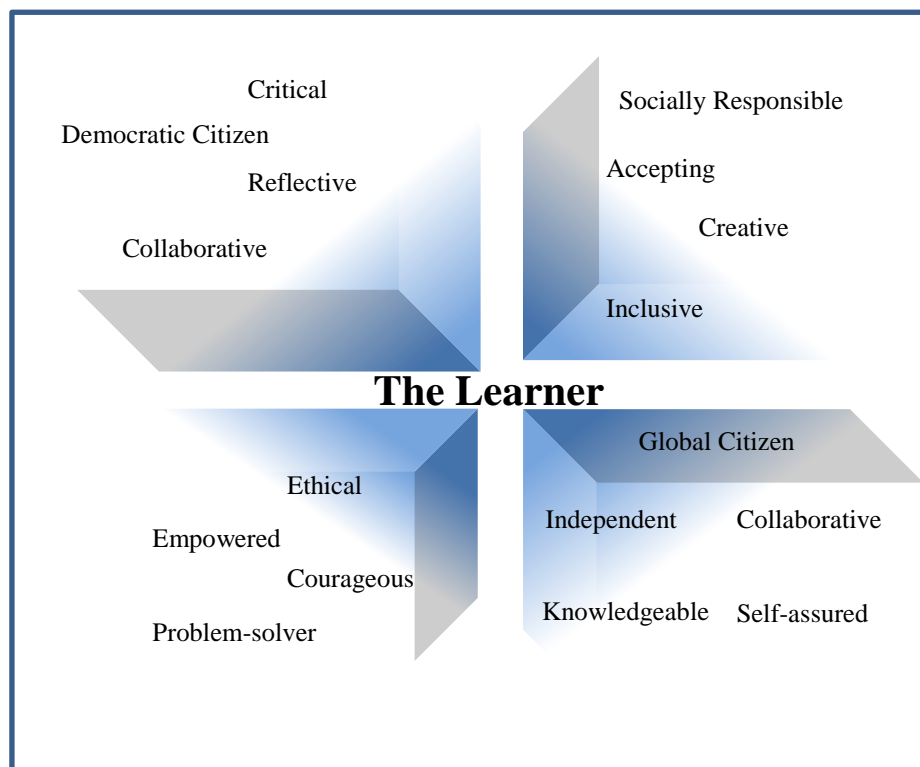 Critical
Democratic Citizen
Reflective
Collaborative
Socially Responsible
Accepting
Creative
Inclusive
The Learner
Ethical
Empowered
Courageous
Problem-solver
Global Citizen
Independent
Collaborative
Knowledgeable
Self-assured